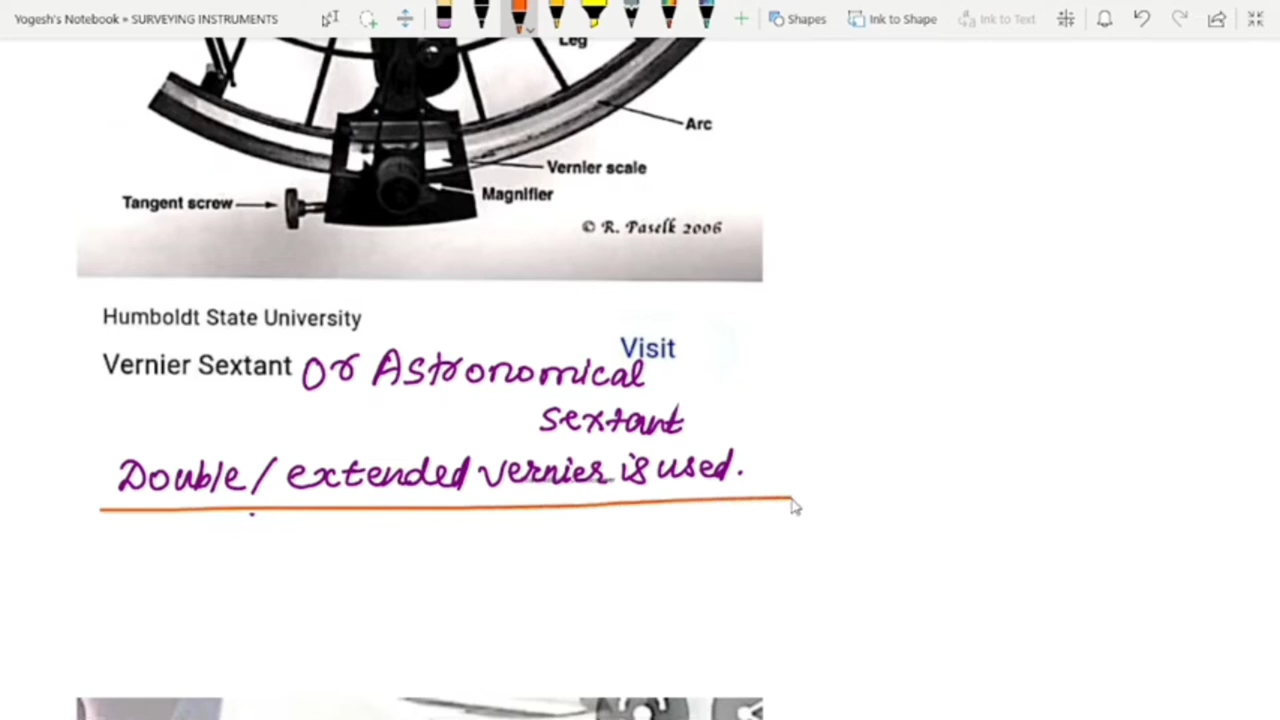 Yogesh's Notebook » SURVEYING INSTRUMENTS
Shapes
Ink to Shape
Ink to Text
Leg
Arc
Vernier scale
Magnifier
Tangent screw
© R. Paselk 2006
Humboldt State University
Visit
Vernier Sextant or Astronomical
sextant
Double / extended vernier is used.